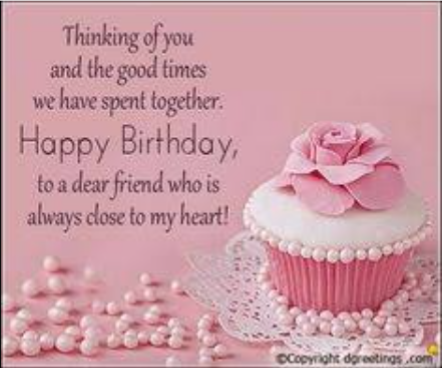 Thinking of you
and the good times
we have spent together.
Happy Birthday,
to a dear friend who is
always close to my heart!
©Copyright dgreetings .com